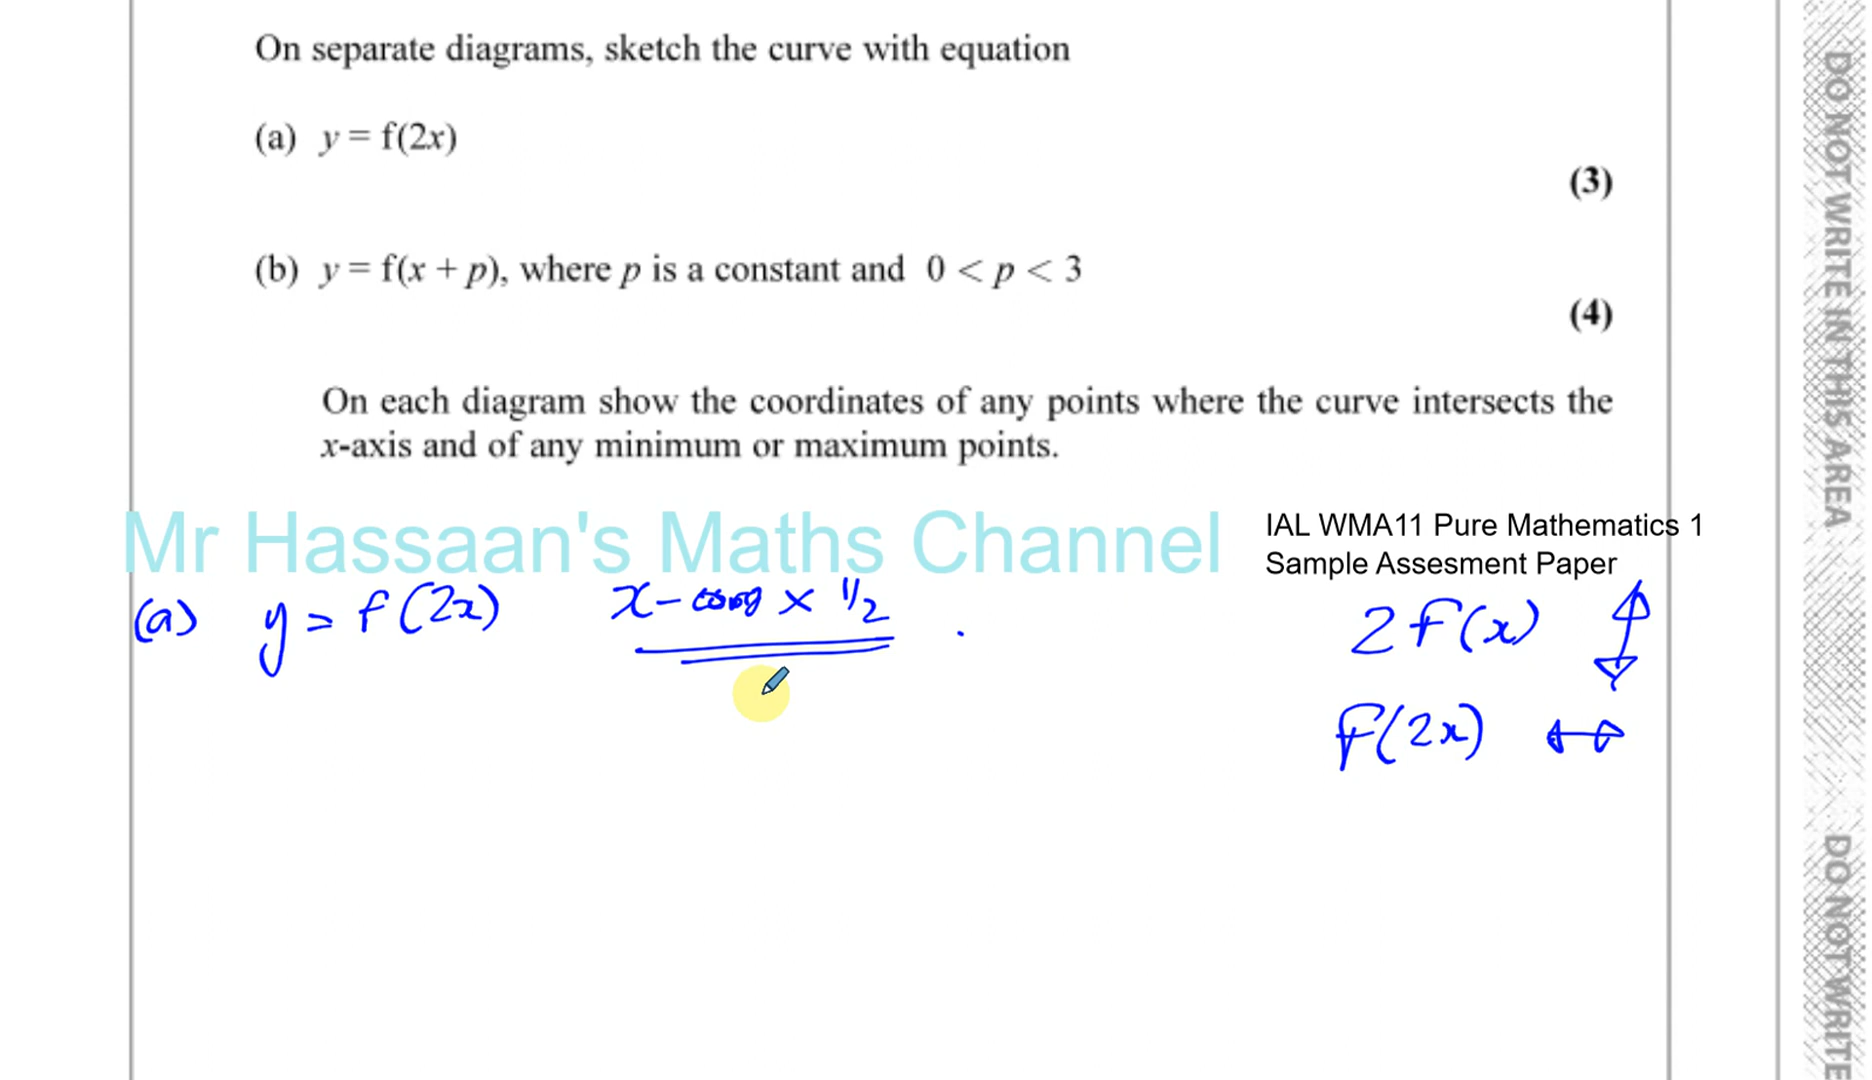 On separate diagrams, sketch the curve with equation
(a) y = f(2x)
(3)
(b) y = f(x + p), where p is a constant and 0 < p < 3
(4)
On each diagram show the coordinates of any points where the curve intersects the
x-axis and of any minimum or maximum points.
Mr Hassaan's Maths Channel
IAL WMA11 Pure Mathematics 1
Sample Assesment Paper
(a) y = f(2x) x- × 1/2
2f(x)
f(2x)
DO NOT WRITE IN THIS AREA
DO NOT WRITE